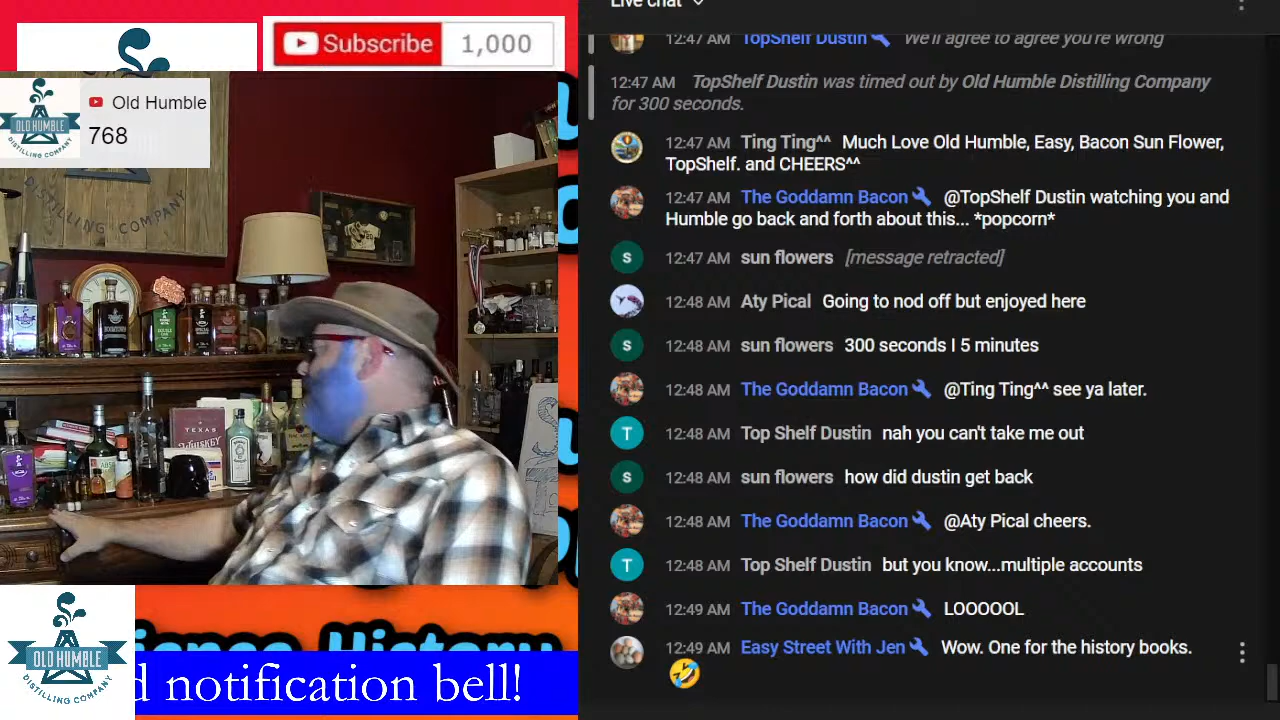 Subscribe 1,000
Old Humble
768
OLD HUMBLE
DISTILLING COMPANY
DISTILLING COMPANY
TEXAS
Whiskey
OLD HUMBLE
DISTILLING COMPANY
ience, History
d notification bell!
Live chat
12:47 AM TopShelf Dustin We'll agree to agree you're wrong
12:47 AM TopShelf Dustin was timed out by Old Humble Distilling Company
for 300 seconds.
12:47 AM Ting Ting^^ Much Love Old Humble, Easy, Bacon Sun Flower,
TopShelf. and CHEERS^^
12:47 AM The Goddamn Bacon @TopShelf Dustin watching you and
Humble go back and forth about this... *popcorn*
S 12:47 AM sun flowers [message retracted]
12:48 AM Aty Pical Going to nod off but enjoyed here
S 12:48 AM sun flowers 300 seconds I 5 minutes
12:48 AM The Goddamn Bacon @Ting Ting^^ see ya later.
T 12:48 AM Top Shelf Dustin nah you can't take me out
S 12:48 AM sun flowers how did dustin get back
12:48 AM The Goddamn Bacon @Aty Pical cheers.
T 12:48 AM Top Shelf Dustin but you know...multiple accounts
12:49 AM The Goddamn Bacon LOOOOOL
12:49 AM Easy Street With Jen Wow. One for the history books.
🤣